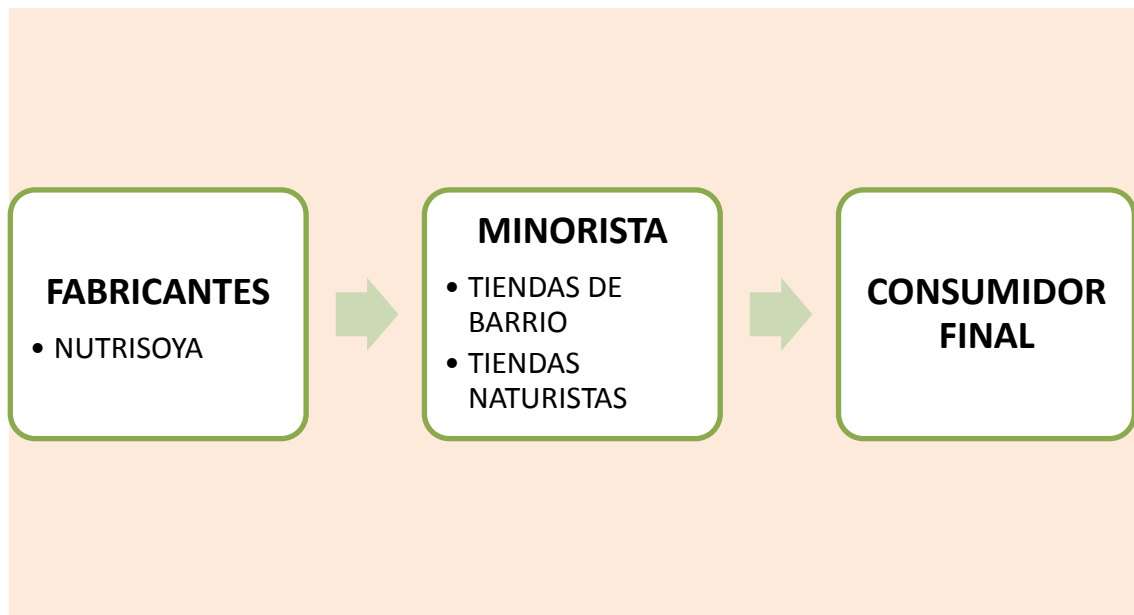 FABRICANTES
• NUTRISOYA
MINORISTA
• TIENDAS DE
BARRIO
• TIENDAS
NATURISTAS
CONSUMIDOR
FINAL